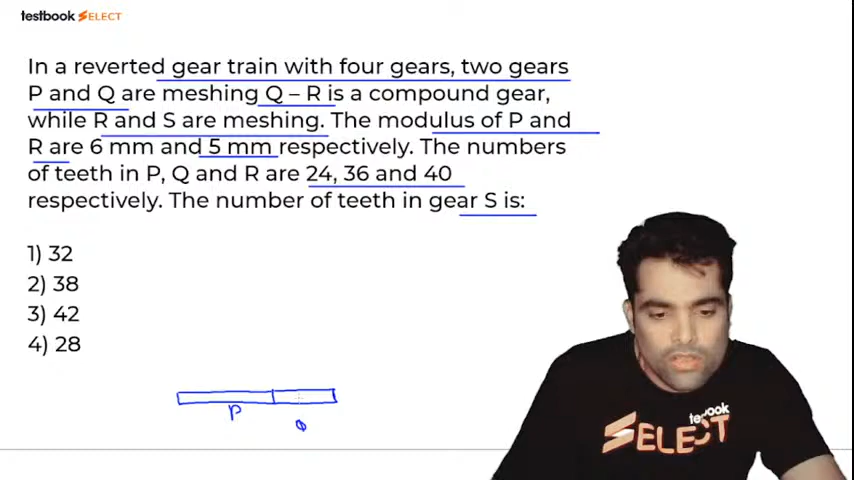 testbook SELECT
In a reverted gear train with four gears, two gears
P and Q are meshing Q – R is a compound gear,
while R and S are meshing. The modulus of P and
R are 6 mm and 5 mm respectively. The numbers
of teeth in P, Q and R are 24, 36 and 40
respectively. The number of teeth in gear S is:
1) 32
2) 38
3) 42
4) 28
P
Q
SELECT